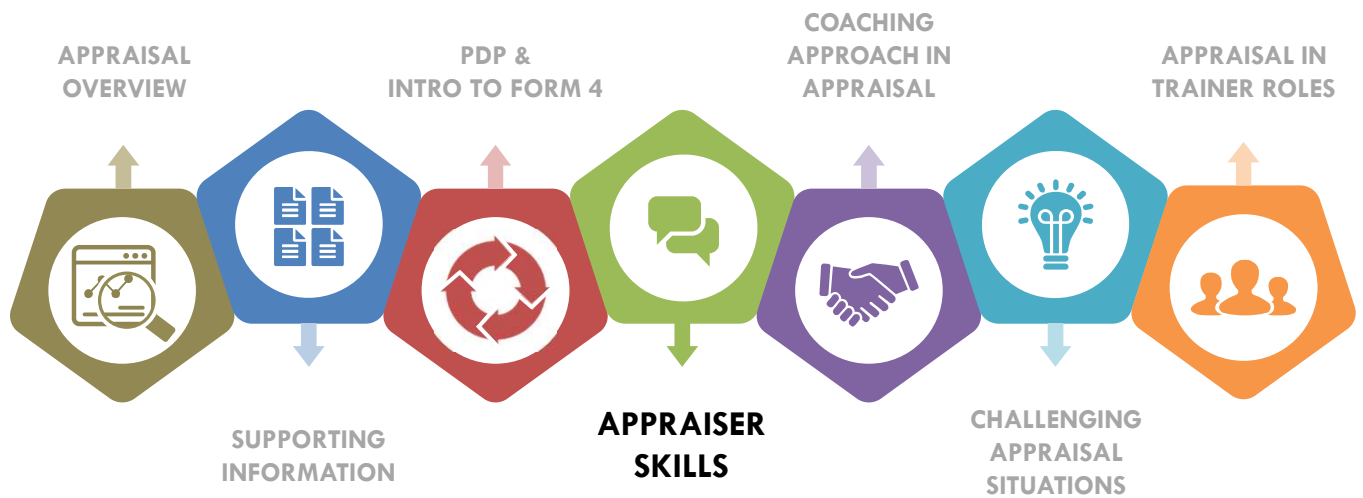 APPRAISAL
OVERVIEW
SUPPORTING
INFORMATION
PDP &
INTRO TO FORM 4
APPRAISER
SKILLS
COACHING
APPROACH IN
APPRAISAL
CHALLENGING
APPRAISAL
SITUATIONS
APPRAISAL IN
TRAINER ROLES